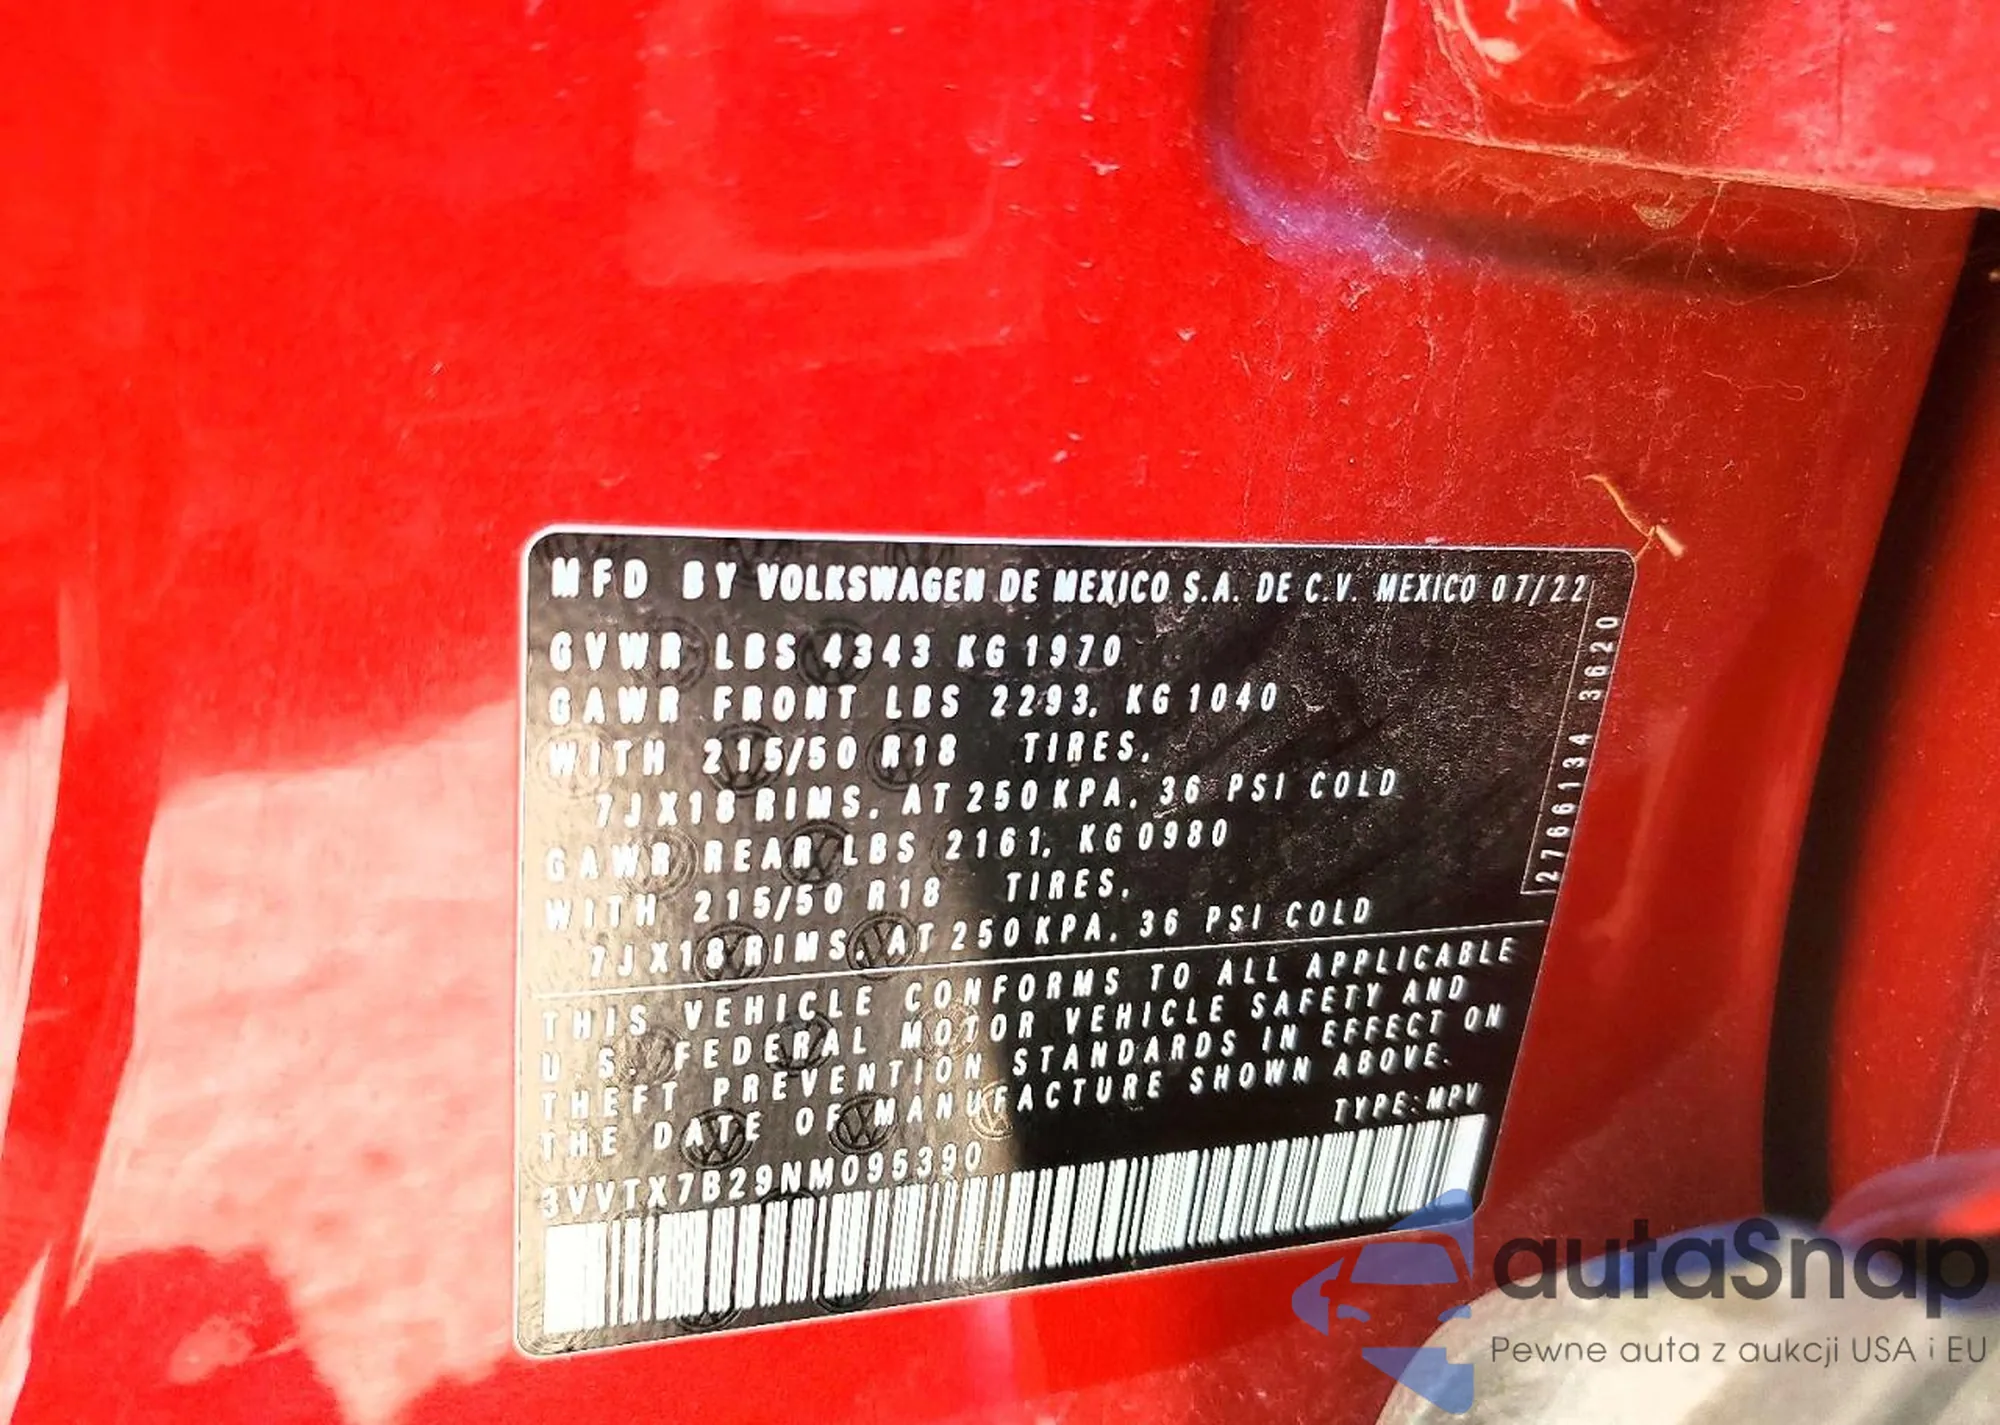 MFD BY VOLKSWAGEN DE MEXICO S.A. DE C.V. MEXICO 07/22
GVWR LBS 4343 KG 1970
GAWR FRONT LBS 2293, KG 1040
WITH 215/50 R18 TIRES,
7JX18 RIMS, AT 250 KPA, 36 PSI COLD
GAWR REAR LBS 2161, KG 0980
WITH 215/50 R18 TIRES,
7JX18 RIMS, AT 250 KPA, 36 PSI COLD
2766134 3620
THIS VEHICLE CONFORMS TO ALL APPLICABLE
U.S. FEDERAL MOTOR VEHICLE SAFETY AND
THEFT PREVENTION STANDARDS IN EFFECT ON
THE DATE OF MANUFACTURE SHOWN ABOVE.
TYPE: MPV
3VVTX7B29NM095390
autaSnap
Pewne auta z aukcji USA i EU